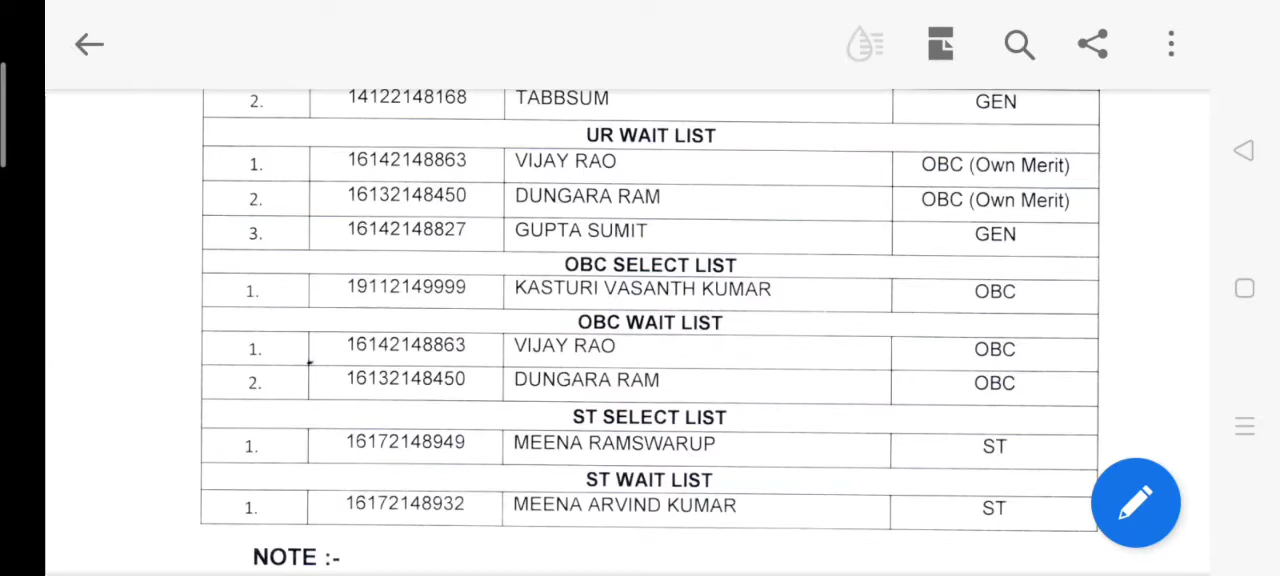 2. 14122148168 TABBSUM GEN
UR WAIT LIST
1. 16142148863 VIJAY RAO OBC (Own Merit)
2. 16132148450 DUNGARA RAM OBC (Own Merit)
3. 16142148827 GUPTA SUMIT GEN
OBC SELECT LIST
1. 19112149999 KASTURI VASANTH KUMAR OBC
OBC WAIT LIST
1. 16142148863 VIJAY RAO OBC
2. 16132148450 DUNGARA RAM OBC
ST SELECT LIST
1. 16172148949 MEENA RAMSWARUP ST
ST WAIT LIST
1. 16172148932 MEENA ARVIND KUMAR ST
NOTE :-